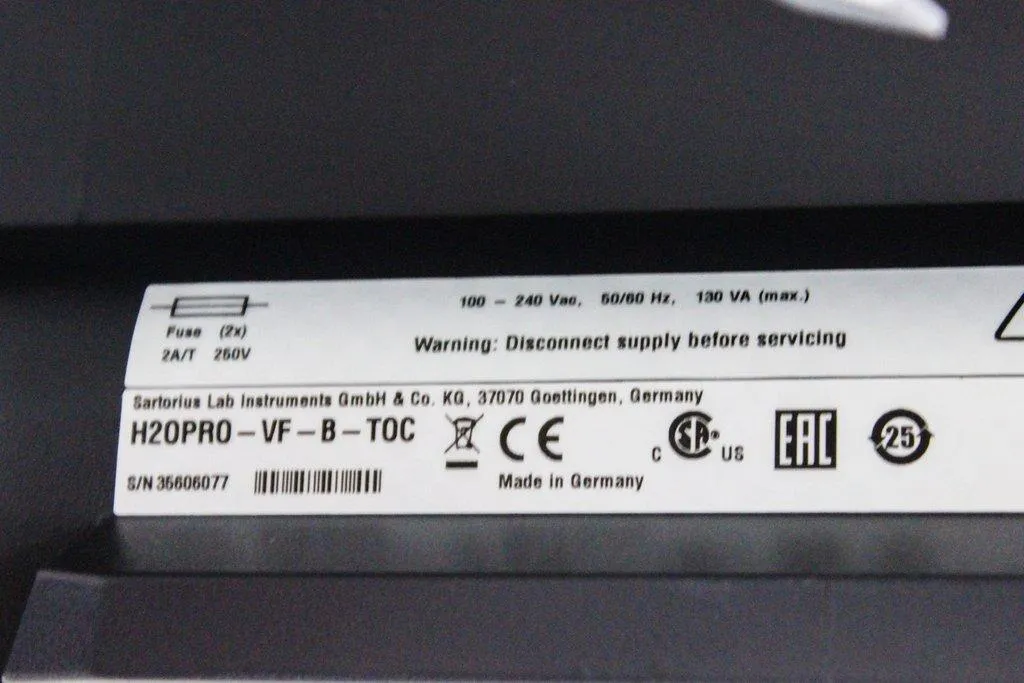 Fuse (2x)
2A/T 250V
100 – 240 Vac, 50/60 Hz, 130 VA (max.)
Warning: Disconnect supply before servicing
Sartorius Lab Instruments GmbH & Co. KG, 37070 Goettingen, Germany
H2OPRO – VF – B – TOC
CE
C SA® US
EAC
25
S/N 35606077
Made in Germany